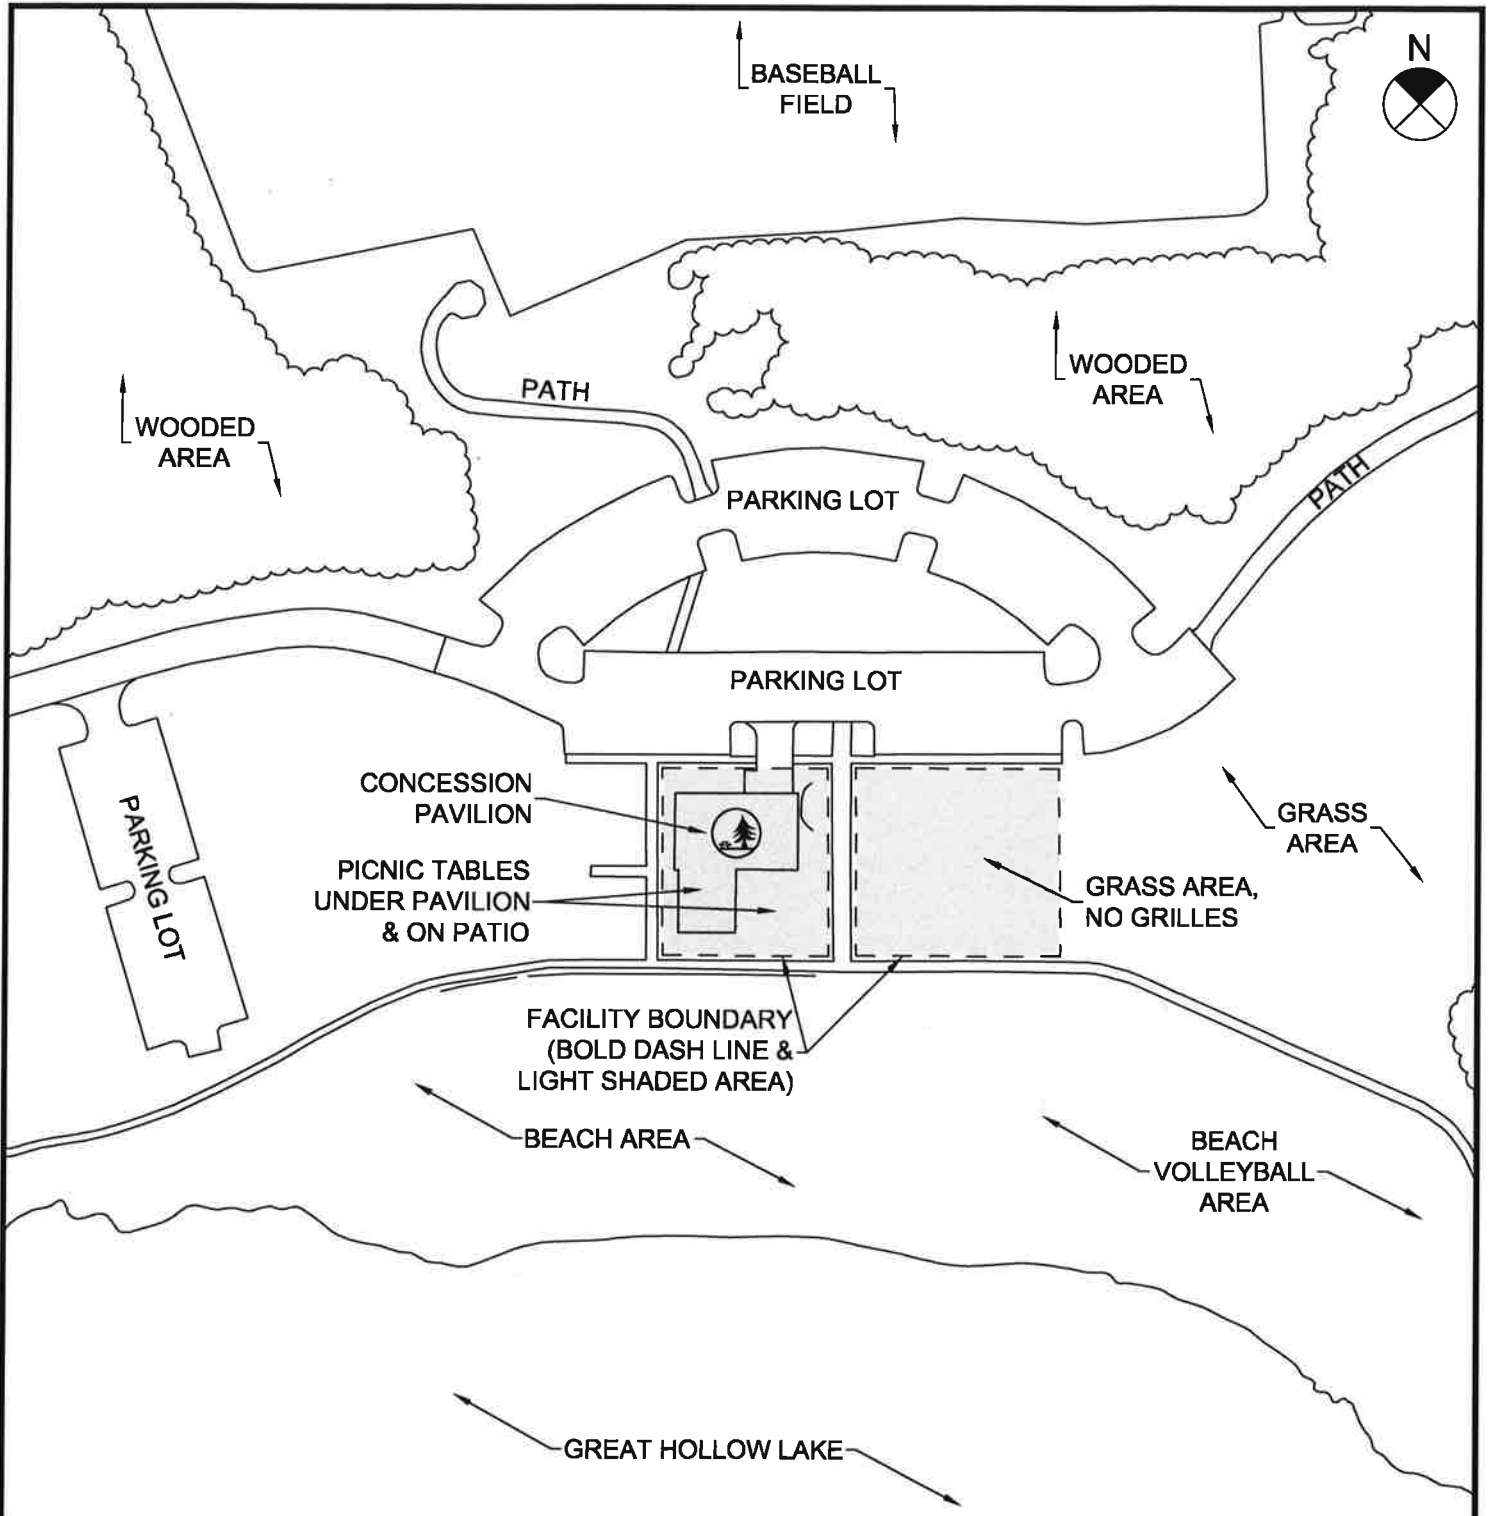 N
BASEBALL
FIELD
WOODED
AREA
PATH
WOODED
AREA
PATH
PARKING LOT
PARKING LOT
CONCESSION
PAVILION
PARKING LOT
GRASS
AREA
PICNIC TABLES
UNDER PAVILION
& ON PATIO
GRASS AREA,
NO GRILLES
FACILITY BOUNDARY
(BOLD DASH LINE &
LIGHT SHADED AREA)
BEACH AREA
BEACH
VOLLEYBALL
AREA
GREAT HOLLOW LAKE